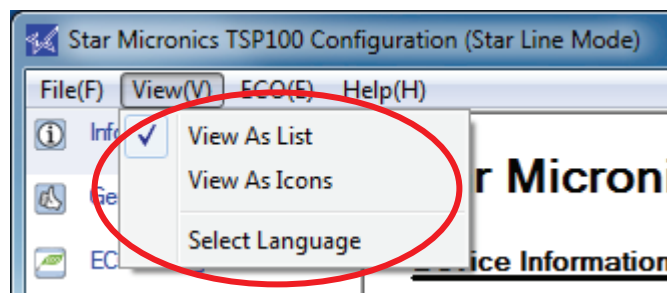 Star Micronics TSP100 Configuration (Star Line Mode)
File(F) View(V) ECO(E) Help(H)
View As List
View As Icons
Select Language
r Micron
ice Information